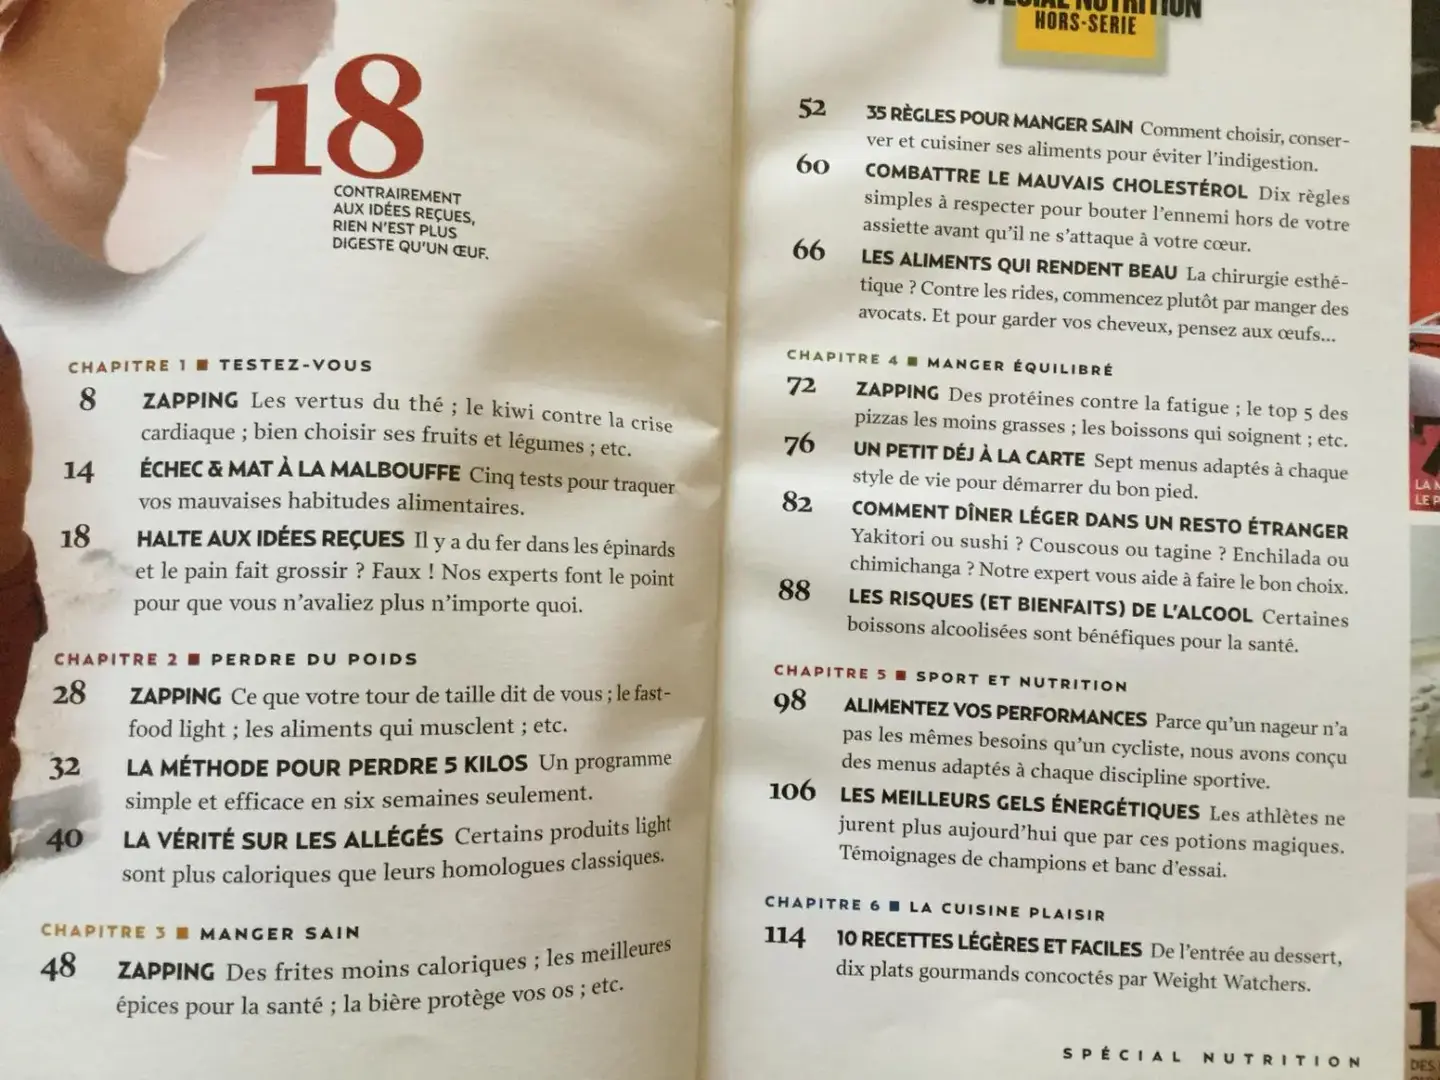 18
CONTRAIREMENT
AUX IDÉES REÇUES,
RIEN N'EST PLUS
DIGESTE QU'UN ŒUF.
CHAPITRE 1 ■ TESTEZ-VOUS
8 ZAPPING Les vertus du thé ; le kiwi contre la crise
cardiaque ; bien choisir ses fruits et légumes ; etc.
14 ÉCHEC & MAT À LA MALBOUFFE Cinq tests pour traquer
vos mauvaises habitudes alimentaires.
18 HALTE AUX IDÉES REÇUES Il y a du fer dans les épinards
et le pain fait grossir ? Faux ! Nos experts font le point
pour que vous n'avaliez plus n'importe quoi.
CHAPITRE 2 ■ PERDRE DU POIDS
28 ZAPPING Ce que votre tour de taille dit de vous ; le fast-
food light ; les aliments qui musclent ; etc.
32 LA MÉTHODE POUR PERDRE 5 KILOS Un programme
simple et efficace en six semaines seulement.
40 LA VÉRITÉ SUR LES ALLÉGÉS Certains produits light
sont plus caloriques que leurs homologues classiques.
CHAPITRE 3 ■ MANGER SAIN
48 ZAPPING Des frites moins caloriques ; les meilleures
épices pour la santé ; la bière protège vos os ; etc.
SPÉCIAL NUTRITION
HORS-SERIE
52 35 RÈGLES POUR MANGER SAIN Comment choisir, conser-
ver et cuisiner ses aliments pour éviter l'indigestion.
60 COMBATTRE LE MAUVAIS CHOLESTÉROL Dix règles
simples à respecter pour bouter l'ennemi hors de votre
assiette avant qu'il ne s'attaque à votre cœur.
66 LES ALIMENTS QUI RENDENT BEAU La chirurgie esthé-
tique ? Contre les rides, commencez plutôt par manger des
avocats. Et pour garder vos cheveux, pensez aux œufs...
CHAPITRE 4 ■ MANGER ÉQUILIBRÉ
72 ZAPPING Des protéines contre la fatigue ; le top 5 des
pizzas les moins grasses ; les boissons qui soignent ; etc.
76 UN PETIT DÉJ À LA CARTE Sept menus adaptés à chaque
style de vie pour démarrer du bon pied.
82 COMMENT DÎNER LÉGER DANS UN RESTO ÉTRANGER
Yakitori ou sushi ? Couscous ou tagine ? Enchilada ou
chimichanga ? Notre expert vous aide à faire le bon choix.
88 LES RISQUES (ET BIENFAITS) DE L'ALCOOL Certaines
boissons alcoolisées sont bénéfiques pour la santé.
CHAPITRE 5 ■ SPORT ET NUTRITION
98 ALIMENTEZ VOS PERFORMANCES Parce qu'un nageur n'a
pas les mêmes besoins qu'un cycliste, nous avons conçu
des menus adaptés à chaque discipline sportive.
106 LES MEILLEURS GELS ÉNERGÉTIQUES Les athlètes ne
jurent plus aujourd'hui que par ces potions magiques.
Témoignages de champions et banc d'essai.
CHAPITRE 6 ■ LA CUISINE PLAISIR
114 10 RECETTES LÉGÈRES ET FACILES De l'entrée au dessert,
dix plats gourmands concoctés par Weight Watchers.
SPÉCIAL NUTRITION
7
LA
LE
1
DES